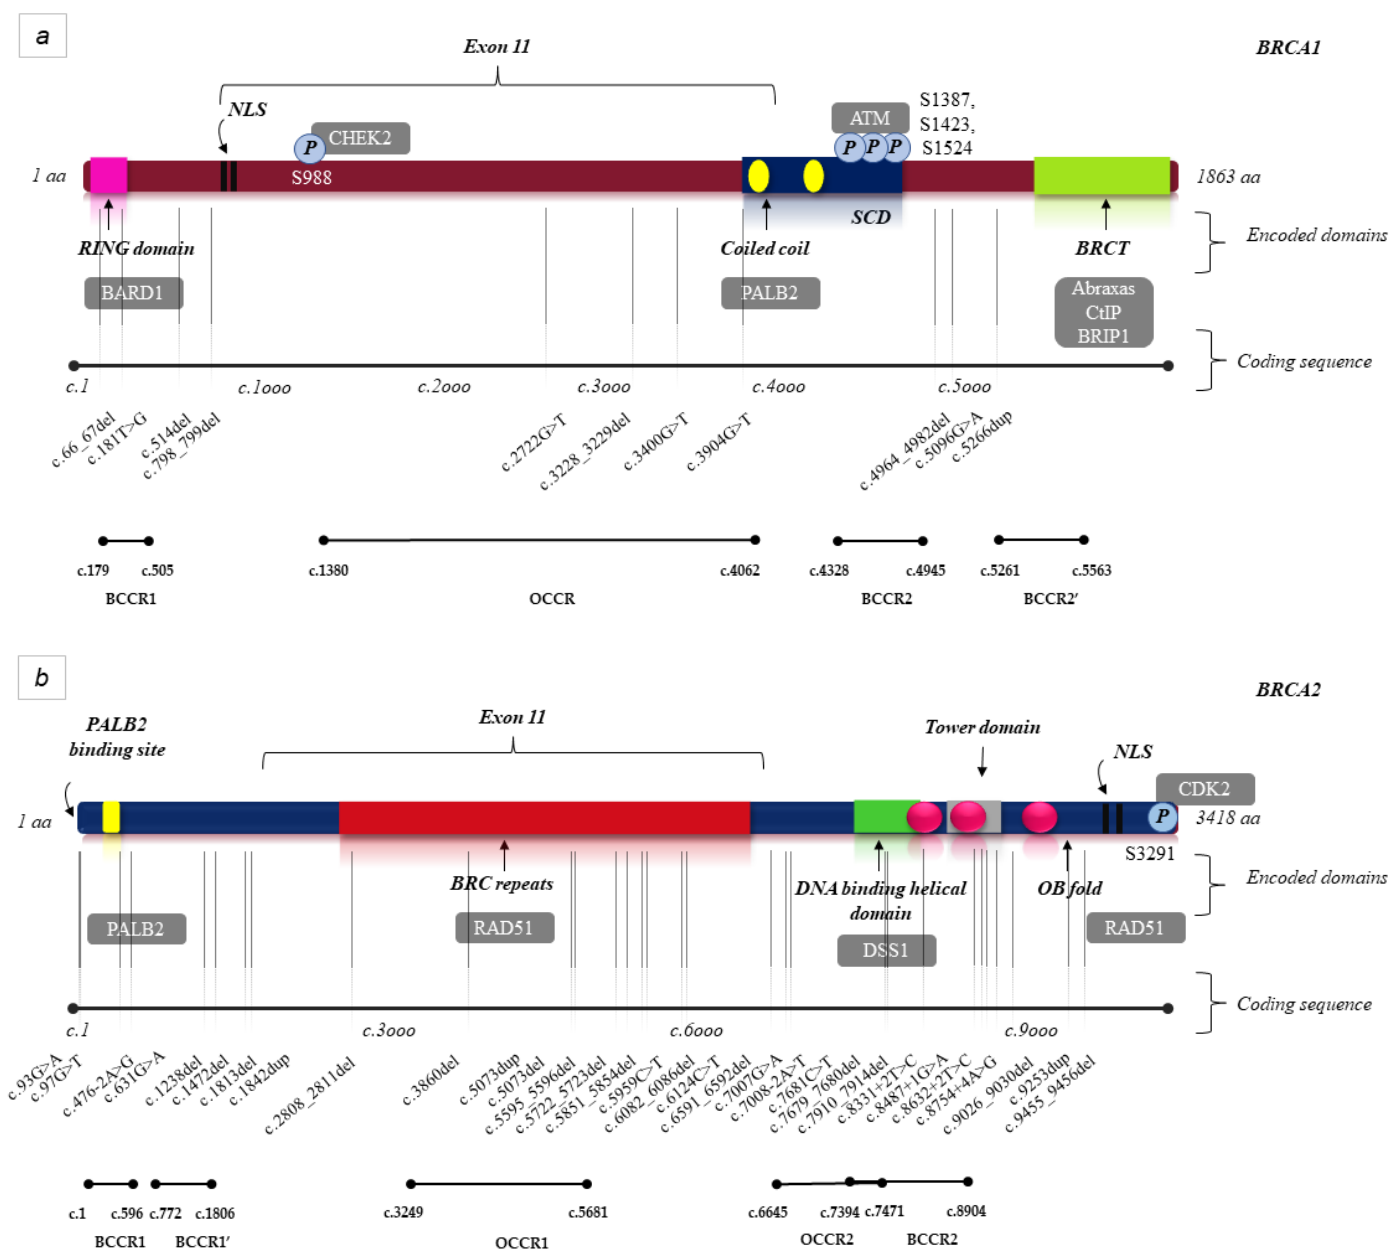 a
Exon 11
BRCA1
NLS
CHEK2
P
ATM
S1387,
S1423,
S1524
P P P
1 aa
S988
1863 aa
SCD
RING domain
Coiled coil
BRCT
Encoded domains
BARD1
PALB2
Abraxas
CtIP
BRIP1
Coding sequence
c.1
c.1000
c.2000
c.3000
c.4000
c.5000
c.66_67del
c.181T>G
c.514del
c.798_799del
c.2722G>T
c.3228_3229del
c.3400G>T
c.3904G>T
c.4964_4982del
c.5096G>A
c.5266dup
c.179
c.505
c.1380
c.4062
c.4328
c.4945
c.5261
c.5563
BCCR1
OCCR
BCCR2
BCCR2′
b
BRCA2
PALB2
binding site
Exon 11
Tower domain
NLS
CDK2
1 aa
P
3418 aa
S3291
BRC repeats
DNA binding helical
domain
OB fold
Encoded domains
PALB2
RAD51
DSS1
RAD51
Coding sequence
c.1
c.3000
c.6000
c.9000
c.93G>A
c.97G>T
c.476-2A>G
c.631G>A
c.1238del
c.1472del
c.1813del
c.1842dup
c.2808_2811del
c.3860del
c.5073dup
c.5073del
c.5595_5596del
c.5722_5723del
c.5851_5854del
c.5959C>T
c.6082_6086del
c.6124C>T
c.6591_6592del
c.7007G>A
c.7008-2A>T
c.7681C>T
c.7679_7680del
c.7910_7914del
c.8331+2T>C
c.8487+1G>A
c.8632+2T>C
c.8754+4A>G
c.9026_9030del
c.9253dup
c.9455_9456del
c.1
c.596
c.772
c.1806
c.3249
c.5681
c.6645
c.7394
c.7471
c.8904
BCCR1
BCCR1′
OCCR1
OCCR2
BCCR2